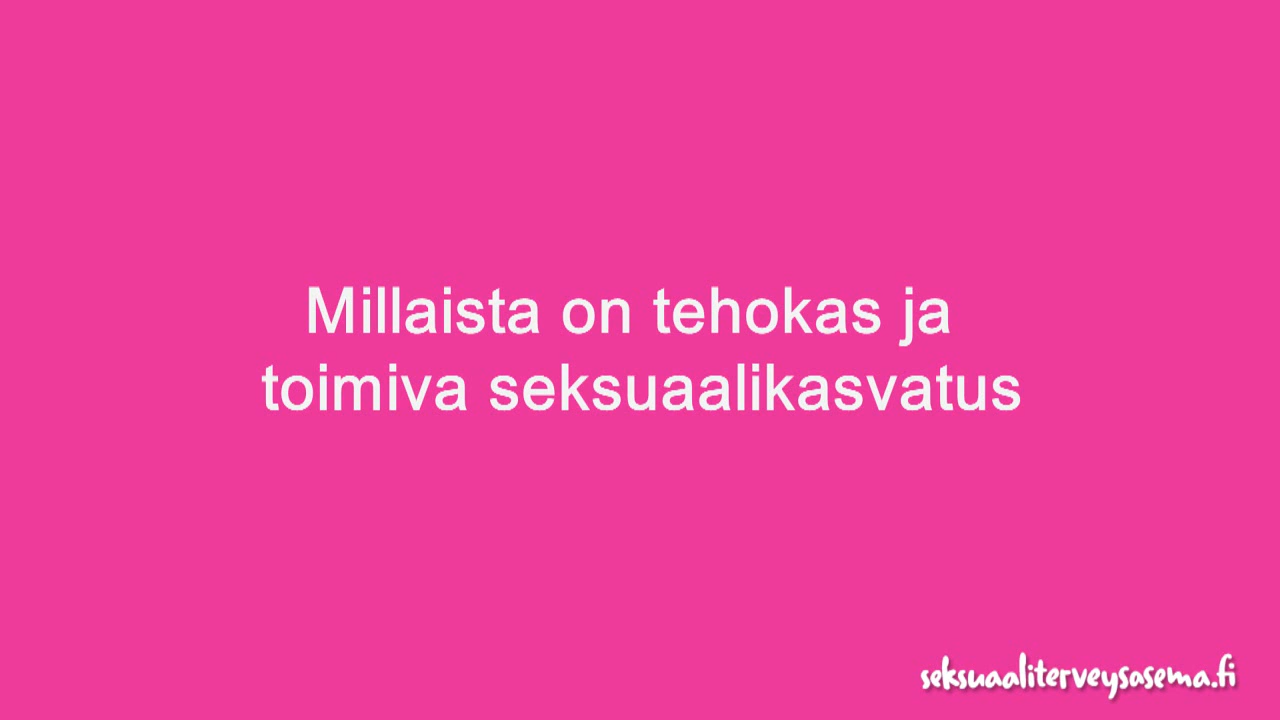 Millaista on tehokas ja
toimiva seksuaalikasvatus
seksuaaliterveysasema.fi